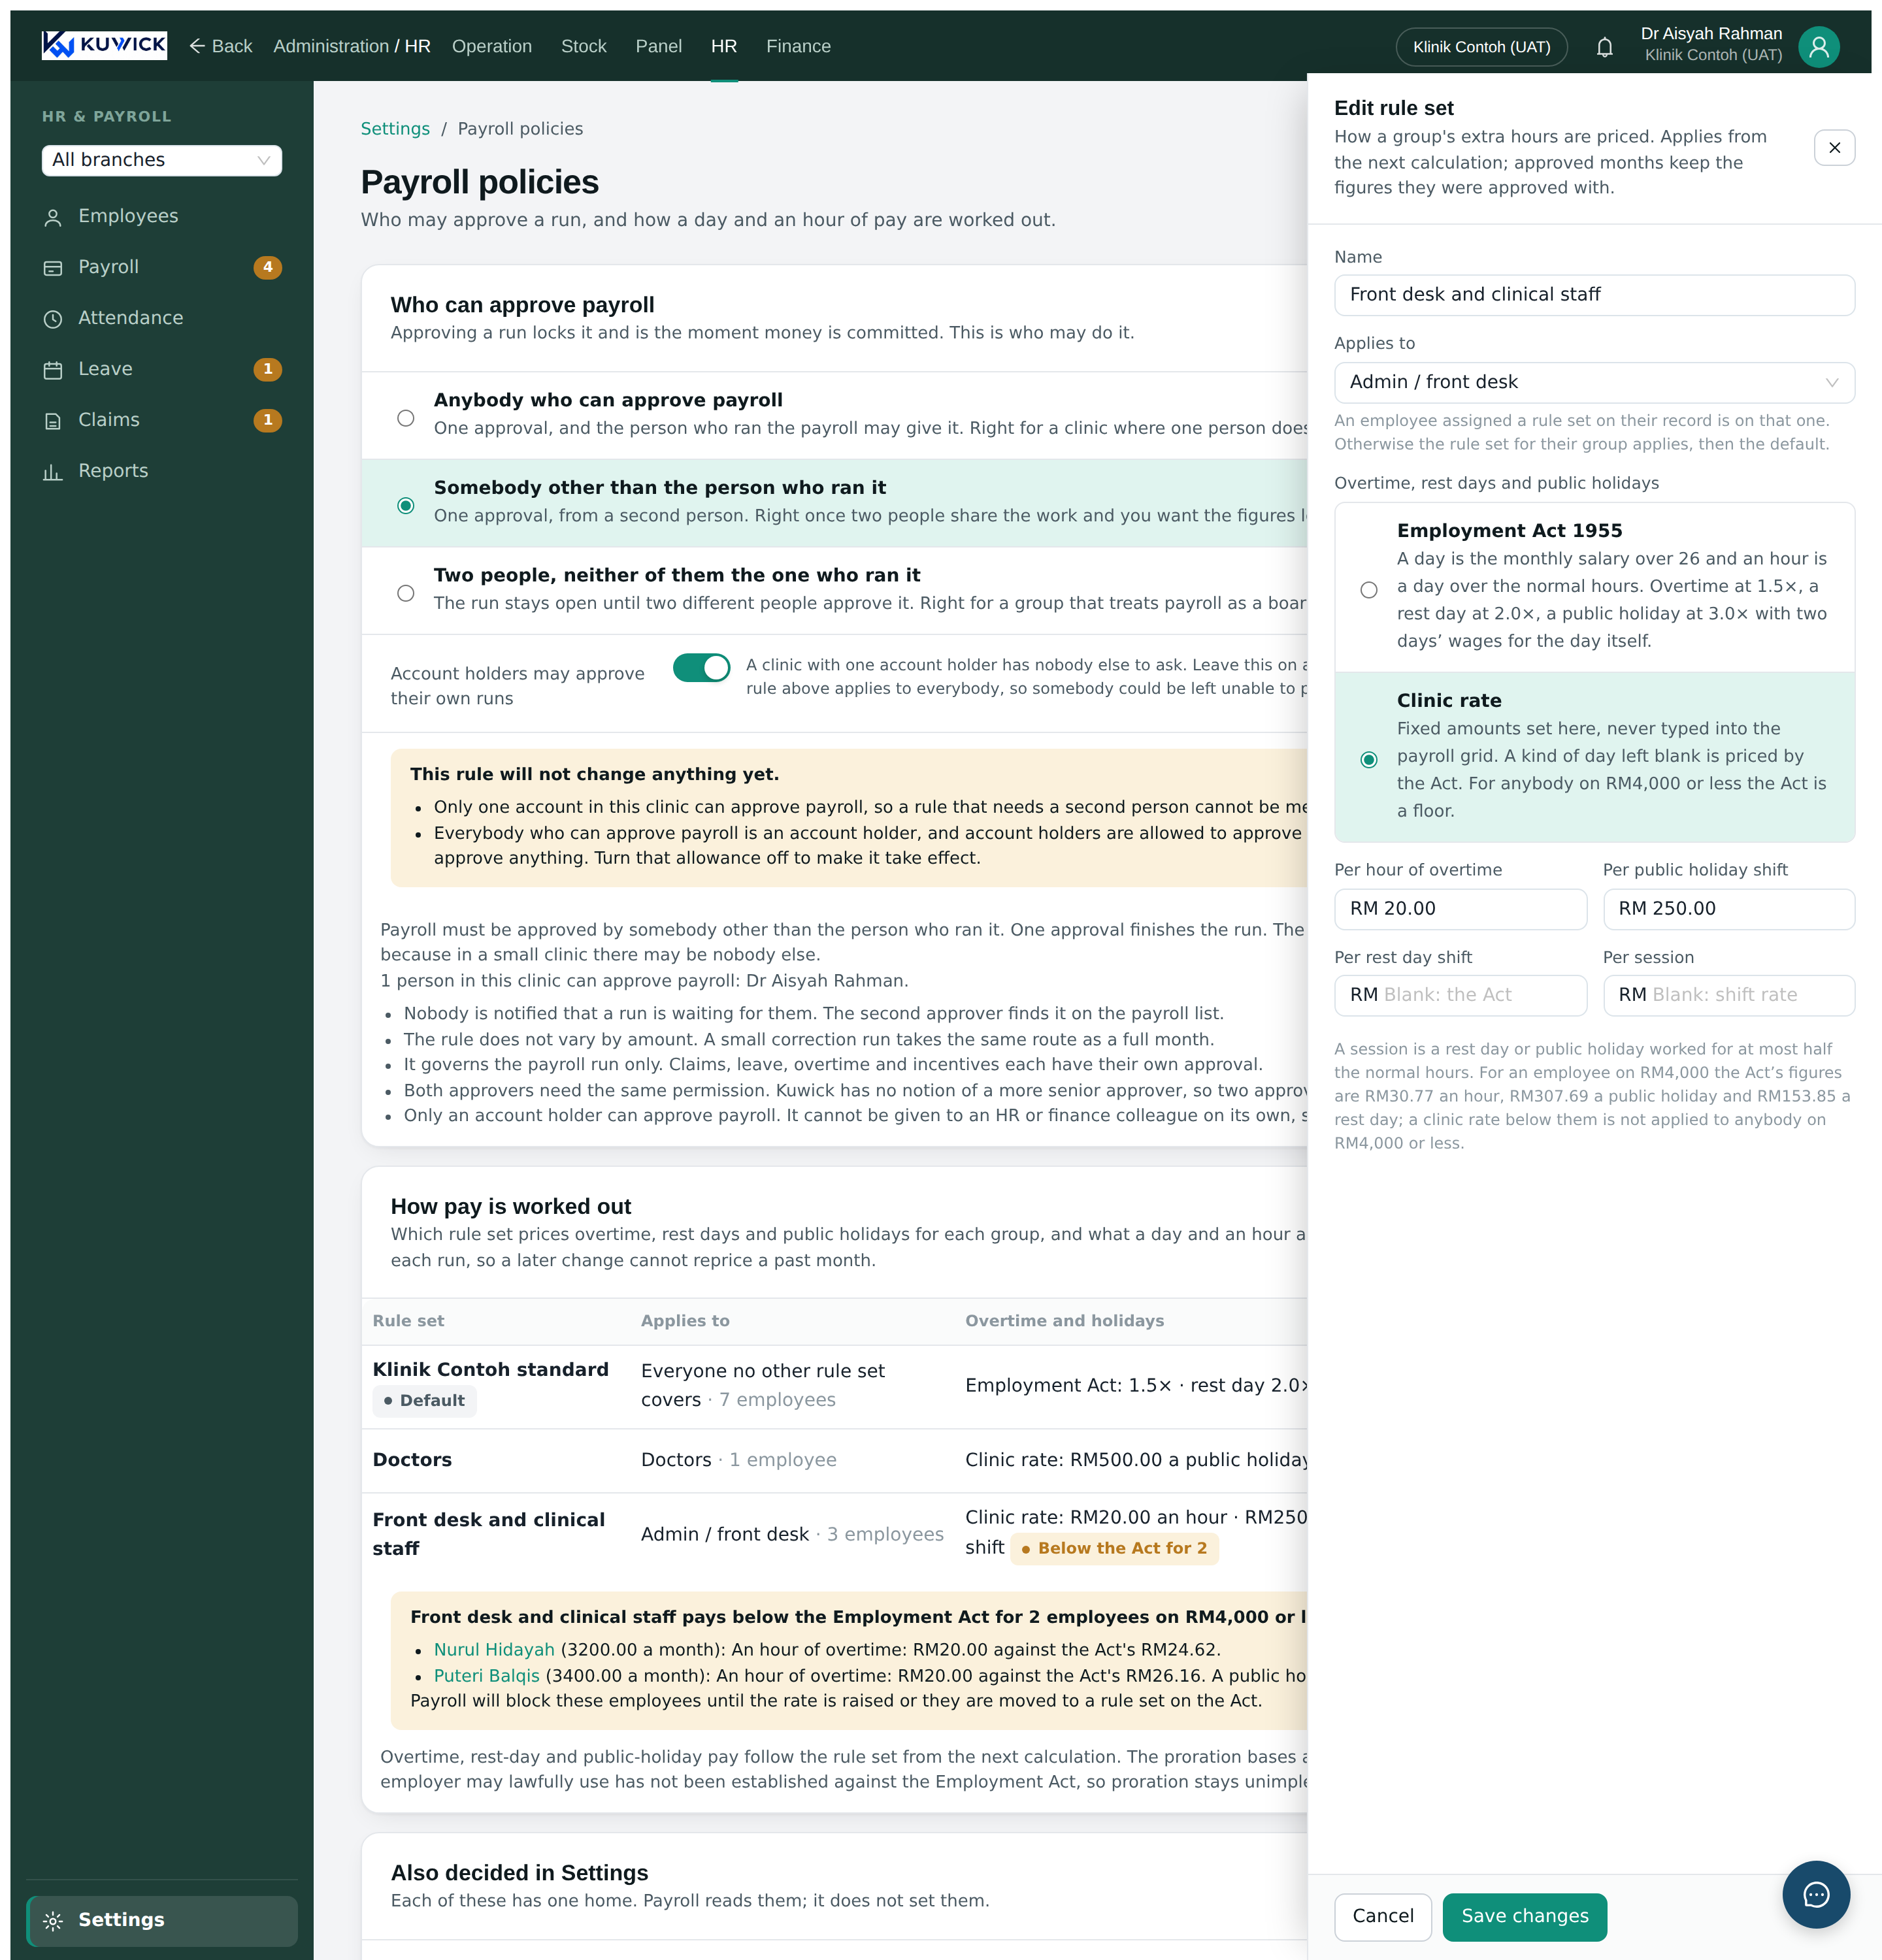 KUWICK
Back
Administration / HR
Operation
Stock
Panel
HR
Finance
Klinik Contoh (UAT)
Dr Aisyah Rahman
Klinik Contoh (UAT)
HR & PAYROLL
All branches
Employees
Payroll 4
Attendance
Leave 1
Claims 1
Reports
Settings
Settings / Payroll policies
Payroll policies
Who may approve a run, and how a day and an hour of pay are worked out.
Who can approve payroll
Approving a run locks it and is the moment money is committed. This is who may do it.
Anybody who can approve payroll
One approval, and the person who ran the payroll may give it. Right for a clinic where one person does
Somebody other than the person who ran it
One approval, from a second person. Right once two people share the work and you want the figures
Two people, neither of them the one who ran it
The run stays open until two different people approve it. Right for a group that treats payroll as a
Account holders may approve
their own runs
A clinic with one account holder has nobody else to ask. Leave this on
rule above applies to everybody, so somebody could be left unable to
This rule will not change anything yet.
• Only one account in this clinic can approve payroll, so a rule that needs a second person cannot be
• Everybody who can approve payroll is an account holder, and account holders are allowed to approve
approve anything. Turn that allowance off to make it take effect.
Payroll must be approved by somebody other than the person who ran it. One approval finishes the run. The
because in a small clinic there may be nobody else.
1 person in this clinic can approve payroll: Dr Aisyah Rahman.
• Nobody is notified that a run is waiting for them. The second approver finds it on the payroll list.
• The rule does not vary by amount. A small correction run takes the same route as a full month.
• It governs the payroll run only. Claims, leave, overtime and incentives each have their own approval.
• Both approvers need the same permission. Kuwick has no notion of a more senior approver, so two
• Only an account holder can approve payroll. It cannot be given to an HR or finance colleague on its own,
How pay is worked out
Which rule set prices overtime, rest days and public holidays for each group, and what a day and an hour
each run, so a later change cannot reprice a past month.
Rule set
Applies to
Overtime and holidays
Klinik Contoh standard
Default
Everyone no other rule set
covers · 7 employees
Employment Act: 1.5× · rest day 2.0×
Doctors
Doctors · 1 employee
Clinic rate: RM500.00 a public holiday
Front desk and clinical
staff
Admin / front desk · 3 employees
Clinic rate: RM20.00 an hour · RM250
shift Below the Act for 2
Front desk and clinical staff pays below the Employment Act for 2 employees on RM4,000 or
• Nurul Hidayah (3200.00 a month): An hour of overtime: RM20.00 against the Act's RM24.62.
• Puteri Balqis (3400.00 a month): An hour of overtime: RM20.00 against the Act's RM26.16. A public
Payroll will block these employees until the rate is raised or they are moved to a rule set on the Act.
Overtime, rest-day and public-holiday pay follow the rule set from the next calculation. The proration bases
employer may lawfully use has not been established against the Employment Act, so proration stays
Also decided in Settings
Each of these has one home. Payroll reads them; it does not set them.
Edit rule set
How a group's extra hours are priced. Applies from
the next calculation; approved months keep the
figures they were approved with.
Name
Front desk and clinical staff
Applies to
Admin / front desk
An employee assigned a rule set on their record is on that one.
Otherwise the rule set for their group applies, then the default.
Overtime, rest days and public holidays
Employment Act 1955
A day is the monthly salary over 26 and an hour is
a day over the normal hours. Overtime at 1.5×, a
rest day at 2.0×, a public holiday at 3.0× with two
days’ wages for the day itself.
Clinic rate
Fixed amounts set here, never typed into the
payroll grid. A kind of day left blank is priced by
the Act. For anybody on RM4,000 or less the Act is
a floor.
Per hour of overtime
RM 20.00
Per public holiday shift
RM 250.00
Per rest day shift
RM Blank: the Act
Per session
RM Blank: shift rate
A session is a rest day or public holiday worked for at most half
the normal hours. For an employee on RM4,000 the Act’s figures
are RM30.77 an hour, RM307.69 a public holiday and RM153.85 a
rest day; a clinic rate below them is not applied to anybody on
RM4,000 or less.
Cancel
Save changes